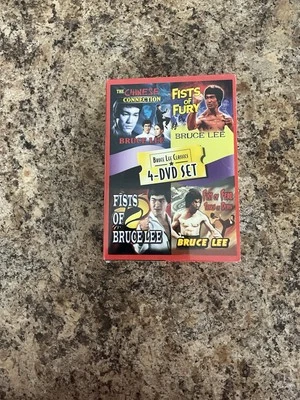 THE CHINESE
CONNECTION
BRUCE LEE
FISTS OF
FURY
BRUCE LEE
BRUCE LEE CLASSICS
4-DVD SET
FISTS
OF
BRUCE LEE
BRUCE LEE